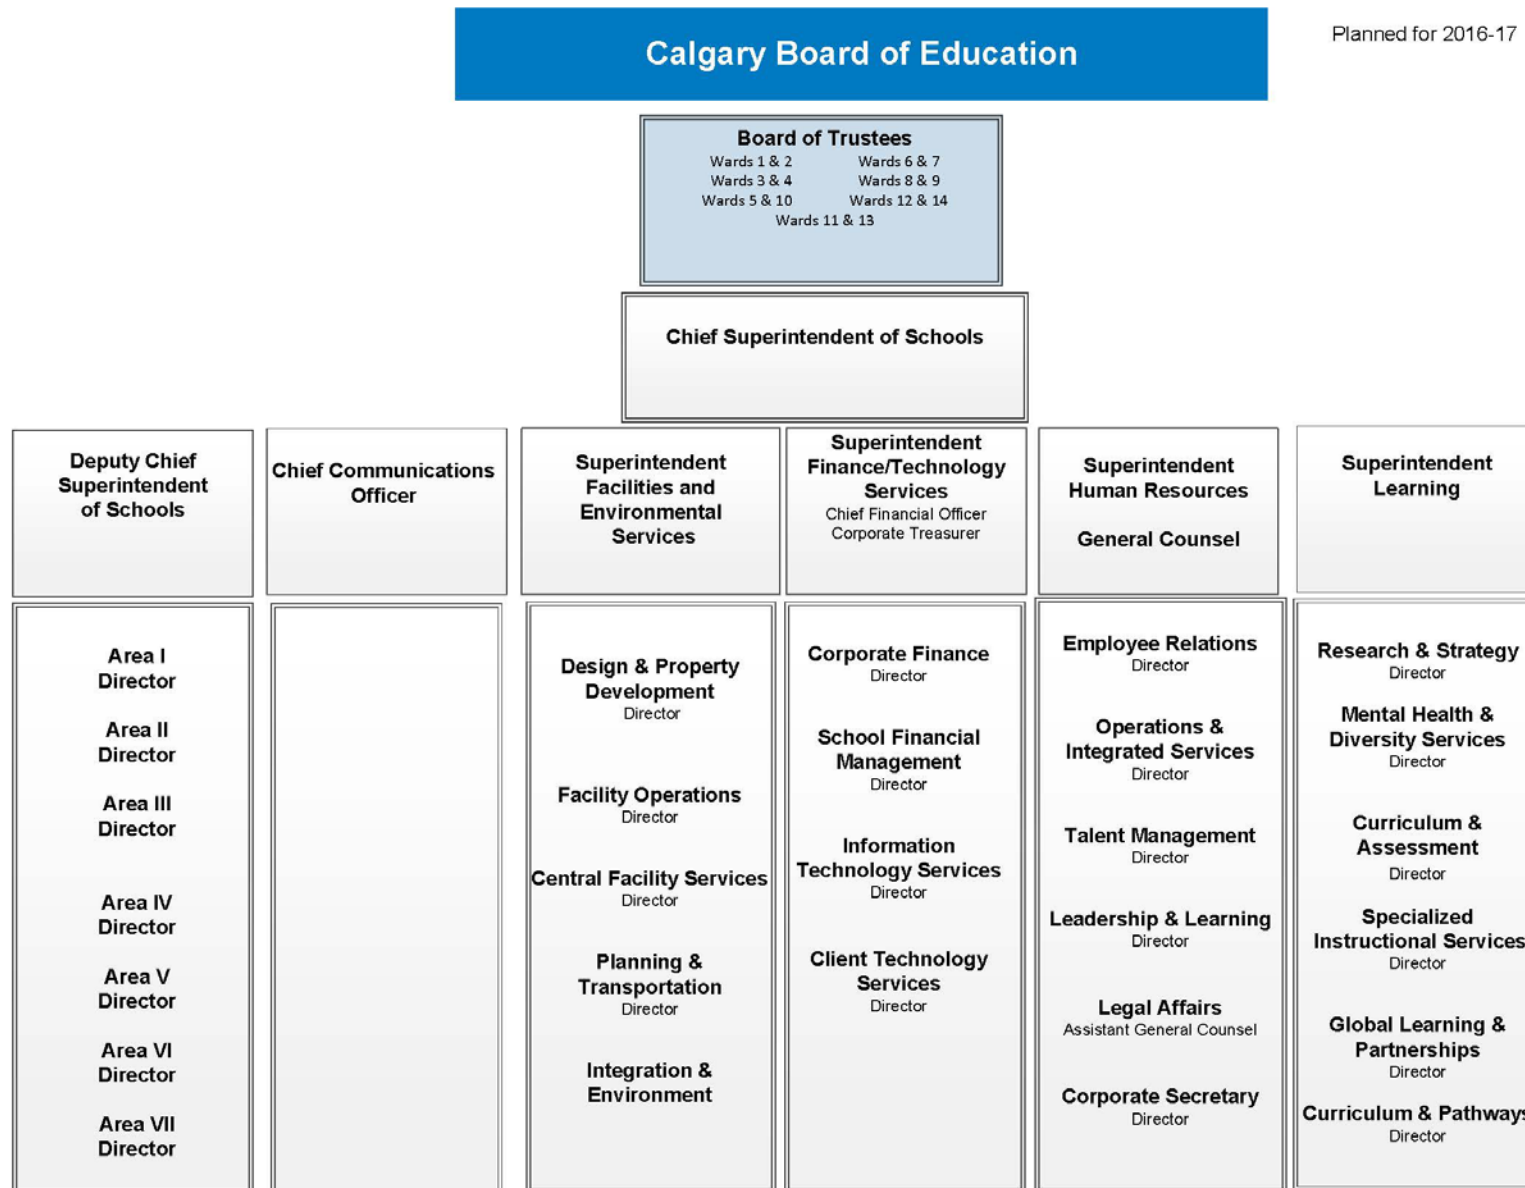 Calgary Board of Education
Planned for 2016-17
Board of Trustees
Wards 1 & 2
Wards 6 & 7
Wards 3 & 4
Wards 8 & 9
Wards 5 & 10
Wards 12 & 14
Wards 11 & 13
Chief Superintendent of Schools
Deputy Chief
Superintendent
of Schools
Chief Communications
Officer
Superintendent
Facilities and
Environmental
Services
Superintendent
Finance/Technology
Services
Chief Financial Officer
Corporate Treasurer
Superintendent
Human Resources
General Counsel
Superintendent
Learning
Area I
Director
Area II
Director
Area III
Director
Area IV
Director
Area V
Director
Area VI
Director
Area VII
Director
Design & Property
Development
Director
Facility Operations
Director
Central Facility Services
Director
Planning &
Transportation
Director
Integration &
Environment
Corporate Finance
Director
School Financial
Management
Director
Information
Technology Services
Director
Client Technology
Services
Director
Employee Relations
Director
Operations &
Integrated Services
Director
Talent Management
Director
Leadership & Learning
Director
Legal Affairs
Assistant General Counsel
Corporate Secretary
Director
Research & Strategy
Director
Mental Health &
Diversity Services
Director
Curriculum &
Assessment
Director
Specialized
Instructional Services
Director
Global Learning &
Partnerships
Director
Curriculum & Pathways
Director